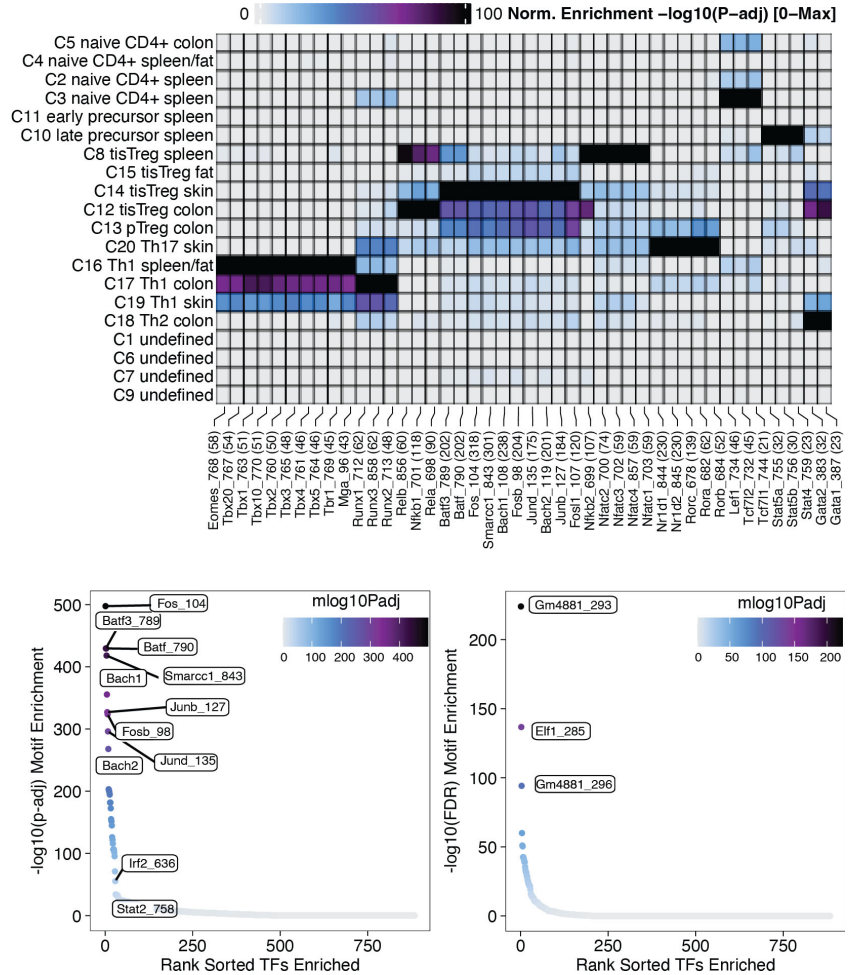 0 100 Norm. Enrichment −log10(P−adj) [0−Max]
C5 naive CD4+ colon
C4 naive CD4+ spleen/fat
C2 naive CD4+ spleen
C3 naive CD4+ spleen
C11 early precursor spleen
C10 late precursor spleen
C8 tisTreg spleen
C15 tisTreg fat
C14 tisTreg skin
C12 tisTreg colon
C13 pTreg colon
C20 Th17 skin
C16 Th1 spleen/fat
C17 Th1 colon
C19 Th1 skin
C18 Th2 colon
C1 undefined
C6 undefined
C7 undefined
C9 undefined
Eomes_768 (58)
Tbx20_767 (54)
Tbx1_763 (51)
Tbx10_770 (51)
Tbx2_760 (50)
Tbx3_765 (48)
Tbx4_761 (46)
Tbx5_764 (46)
Tbr1_769 (45)
Mga_96 (43)
Runx1_712 (62)
Runx3_858 (62)
Runx2_713 (48)
Relb_856 (60)
Nfkb1_701 (118)
Rela_698 (90)
Batf3_789 (202)
Batf_790 (202)
Fos_104 (318)
Smarcc1_843 (301)
Bach1_108 (238)
Fosb_98 (204)
Jund_135 (175)
Bach2_119 (201)
Junb_127 (184)
Fosl1_107 (120)
Nfkb2_699 (107)
Nfatc2_700 (74)
Nfatc3_702 (59)
Nfatc4_857 (59)
Nfatc1_703 (59)
Nr1d1_844 (230)
Nr1d2_845 (230)
Rorc_678 (139)
Rora_682 (62)
Rorb_684 (52)
Lef1_734 (46)
Tcf7l2_732 (45)
Tcf7l1_744 (21)
Stat5a_755 (32)
Stat5b_756 (30)
Stat4_759 (23)
Gata2_383 (32)
Gata1_387 (23)
-log10(p-adj) Motif Enrichment
500
400
300
200
100
0
Fos_104
Batf3_789
Batf_790
Bach1
Smarcc1_843
Junb_127
Fosb_98
Jund_135
Bach2
Irf2_636
Stat2_758
mlog10Padj
0 100 200 300 400
0 250 500 750
Rank Sorted TFs Enriched
-log10(FDR) Motif Enrichment
200
150
100
50
0
Gm4881_293
Elf1_285
Gm4881_296
mlog10Padj
0 50 100 150 200
0 250 500 750
Rank Sorted TFs Enriched